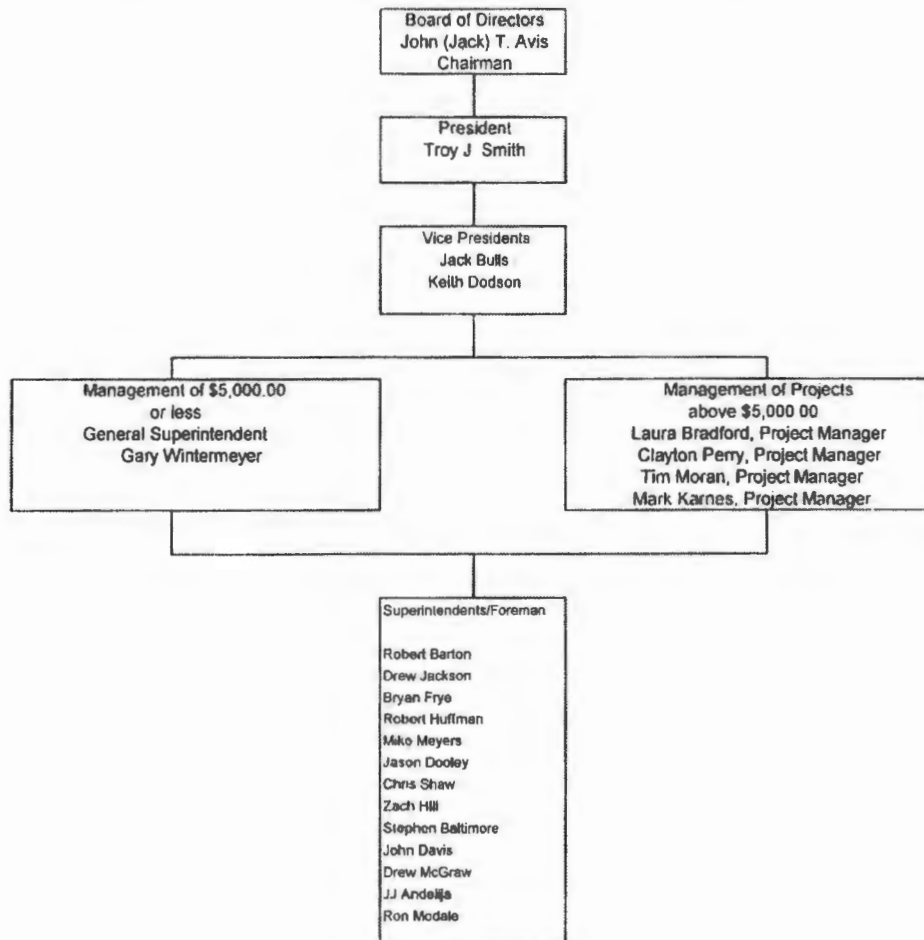 Board of Directors
John (Jack) T. Avis
Chairman
President
Troy J Smith
Vice Presidents
Jack Bulls
Keith Dodson
Management of $5,000.00
or less
General Superintendent
Gary Wintermeyer
Management of Projects
above $5,000 00
Laura Bradford, Project Manager
Clayton Perry, Project Manager
Tim Moran, Project Manager
Mark Karnes, Project Manager
Superintendents/Foreman
Robert Barton
Drew Jackson
Bryan Frye
Robert Huffman
Mike Meyers
Jason Dooley
Chris Shaw
Zach Hill
Stephen Baltimore
John Davis
Drew McGraw
JJ Andelija
Ron Modale